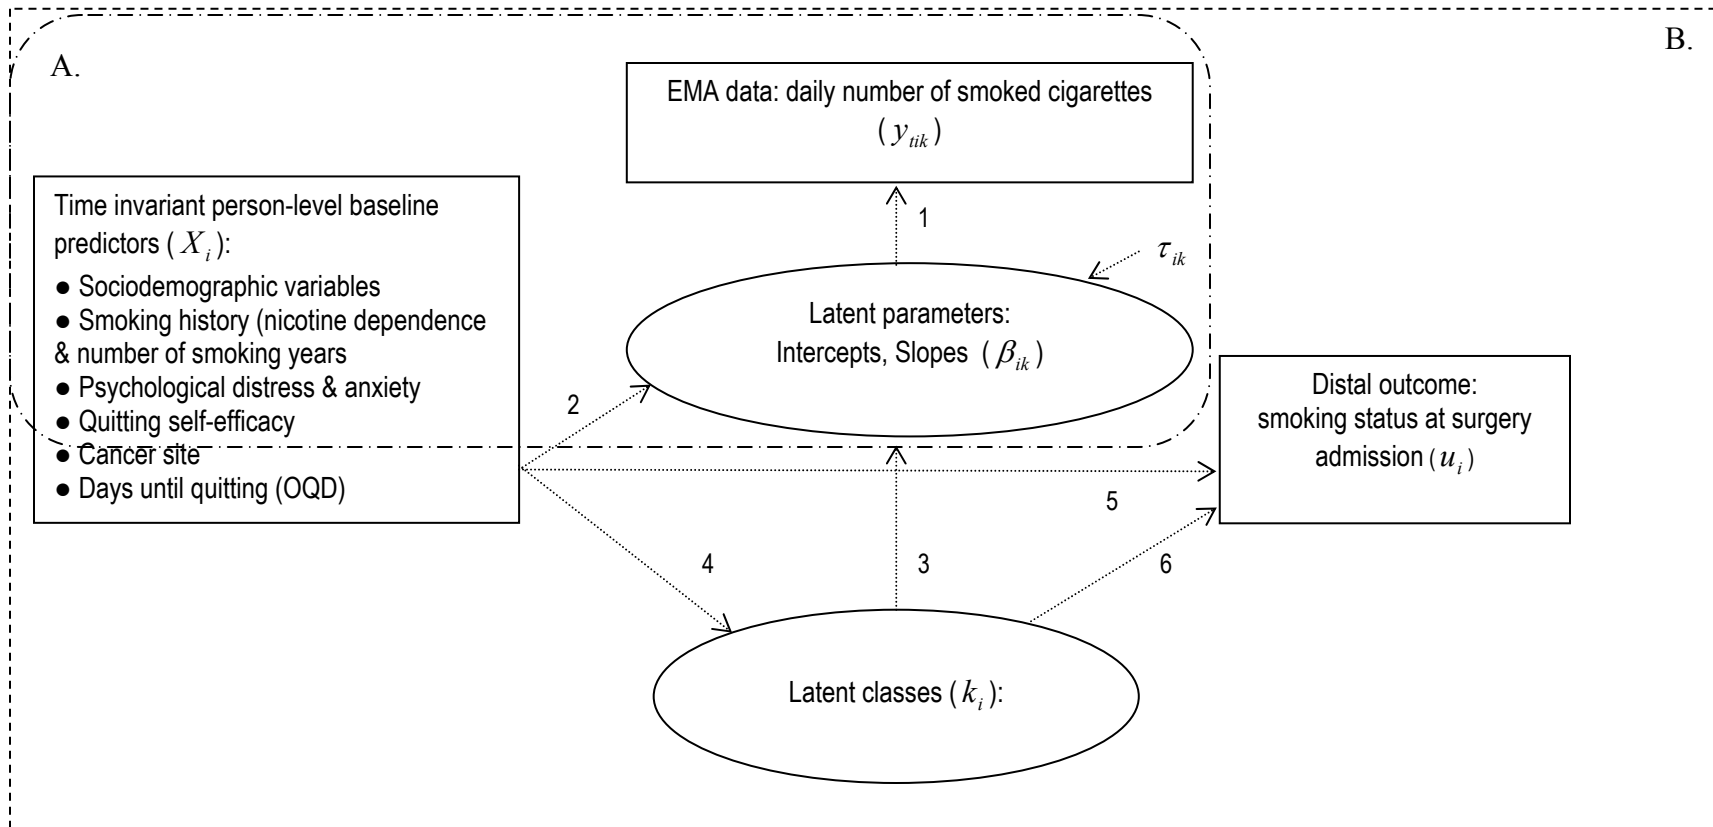 A.
B.
EMA data: daily number of smoked cigarettes
( y_tik )
1
Time invariant person-level baseline
predictors ( X_i ):
● Sociodemographic variables
● Smoking history (nicotine dependence
& number of smoking years
● Psychological distress & anxiety
● Quitting self-efficacy
● Cancer site
● Days until quitting (OQD)
τ_ik
Latent parameters:
Intercepts, Slopes ( β_ik )
2
Distal outcome:
smoking status at surgery
admission ( u_i )
5
4
3
6
Latent classes ( k_i ):